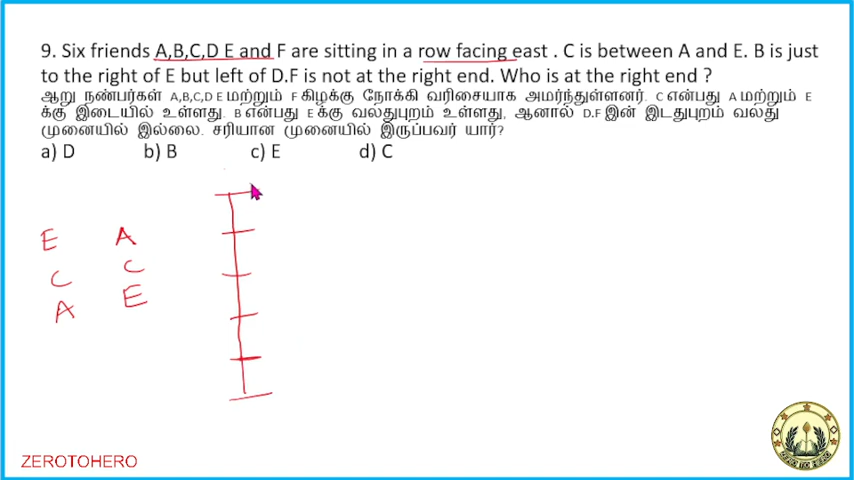 9. Six friends A,B,C,D E and F are sitting in a row facing east . C is between A and E. B is just
to the right of E but left of D.F is not at the right end. Who is at the right end ?
ஆறு நண்பர்கள் A,B,C,D E மற்றும் F கிழக்கு நோக்கி வரிசையாக அமர்ந்துள்ளனர். C என்பது A மற்றும் E
க்கு இடையில் உள்ளது. B என்பது E க்கு வலதுபுறம் உள்ளது, ஆனால் D.F இன் இடதுபுறம் வலது
முனையில் இல்லை. சரியான முனையில் இருப்பவர் யார்?
a) D b) B c) E d) C
E A
C C
A E
ZEROTOHERO